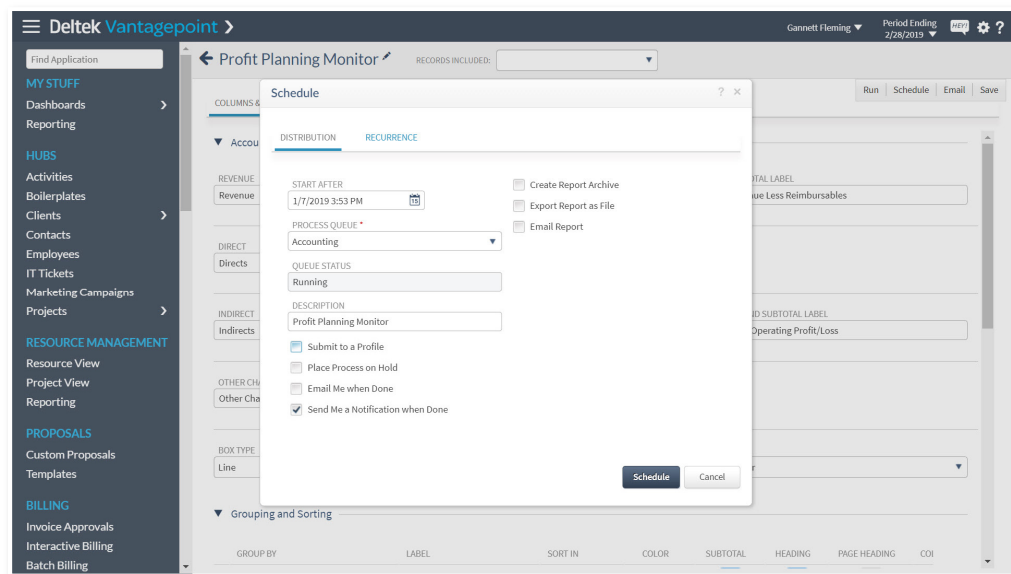 Deltek Vantagepoint
Gannett Fleming
Period Ending
2/28/2019
HEY!
?
Find Application
MY STUFF
Dashboards
Reporting
HUBS
Activities
Boilerplates
Clients
Contacts
Employees
IT Tickets
Marketing Campaigns
Projects
RESOURCE MANAGEMENT
Resource View
Project View
Reporting
PROPOSALS
Custom Proposals
Templates
BILLING
Invoice Approvals
Interactive Billing
Batch Billing
Profit Planning Monitor
RECORDS INCLUDED:
Run Schedule Email Save
COLUMNS &
Accou
REVENUE
Revenue
DIRECT
Directs
INDIRECT
Indirects
OTHER CH
Other Cha
BOX TYPE
Line
TAL LABEL
ue Less Reimbursables
ND SUBTOTAL LABEL
Operating Profit/Loss
Schedule
? ×
DISTRIBUTION RECURRENCE
START AFTER
1/7/2019 3:53 PM
15
PROCESS QUEUE *
Accounting
QUEUE STATUS
Running
DESCRIPTION
Profit Planning Monitor
Submit to a Profile
Place Process on Hold
Email Me when Done
Send Me a Notification when Done
Create Report Archive
Export Report as File
Email Report
Schedule Cancel
Grouping and Sorting
GROUP BY LABEL SORT IN COLOR SUBTOTAL HEADING PAGE HEADING COL